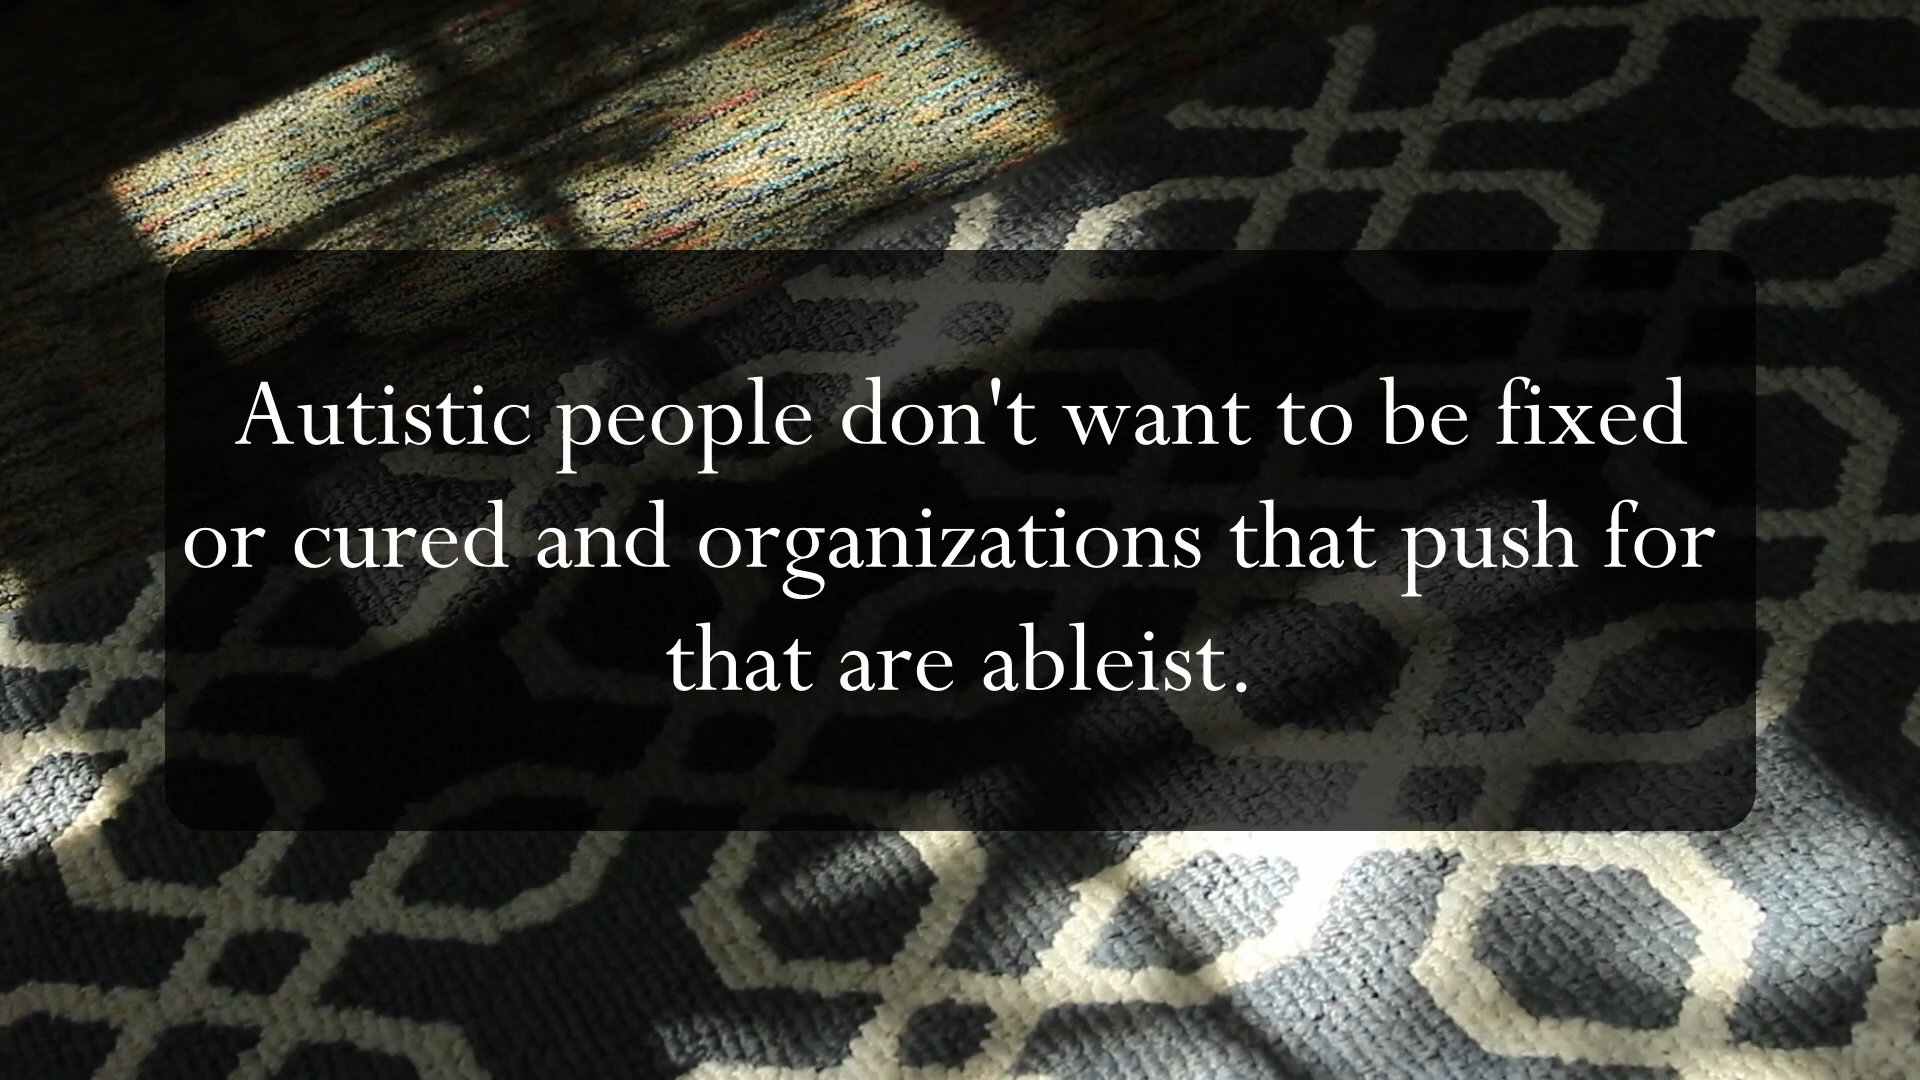 Autistic people don't want to be fixed
or cured and organizations that push for
that are ableist.